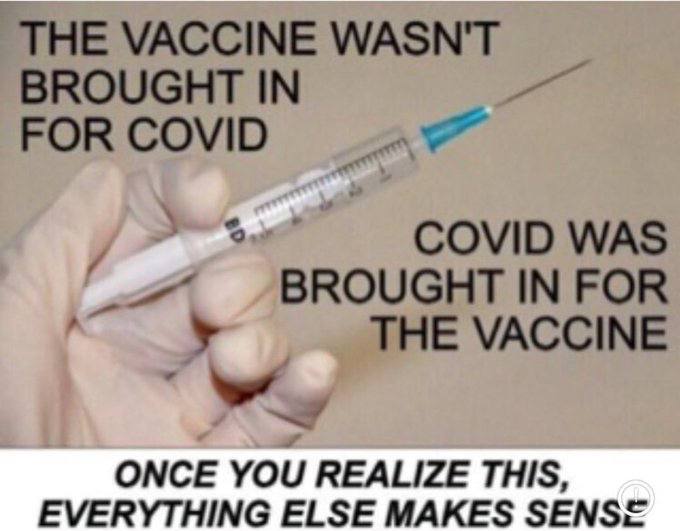 THE VACCINE WASN'T
BROUGHT IN
FOR COVID
BD
COVID WAS
BROUGHT IN FOR
THE VACCINE
ONCE YOU REALIZE THIS,
EVERYTHING ELSE MAKES SENSE